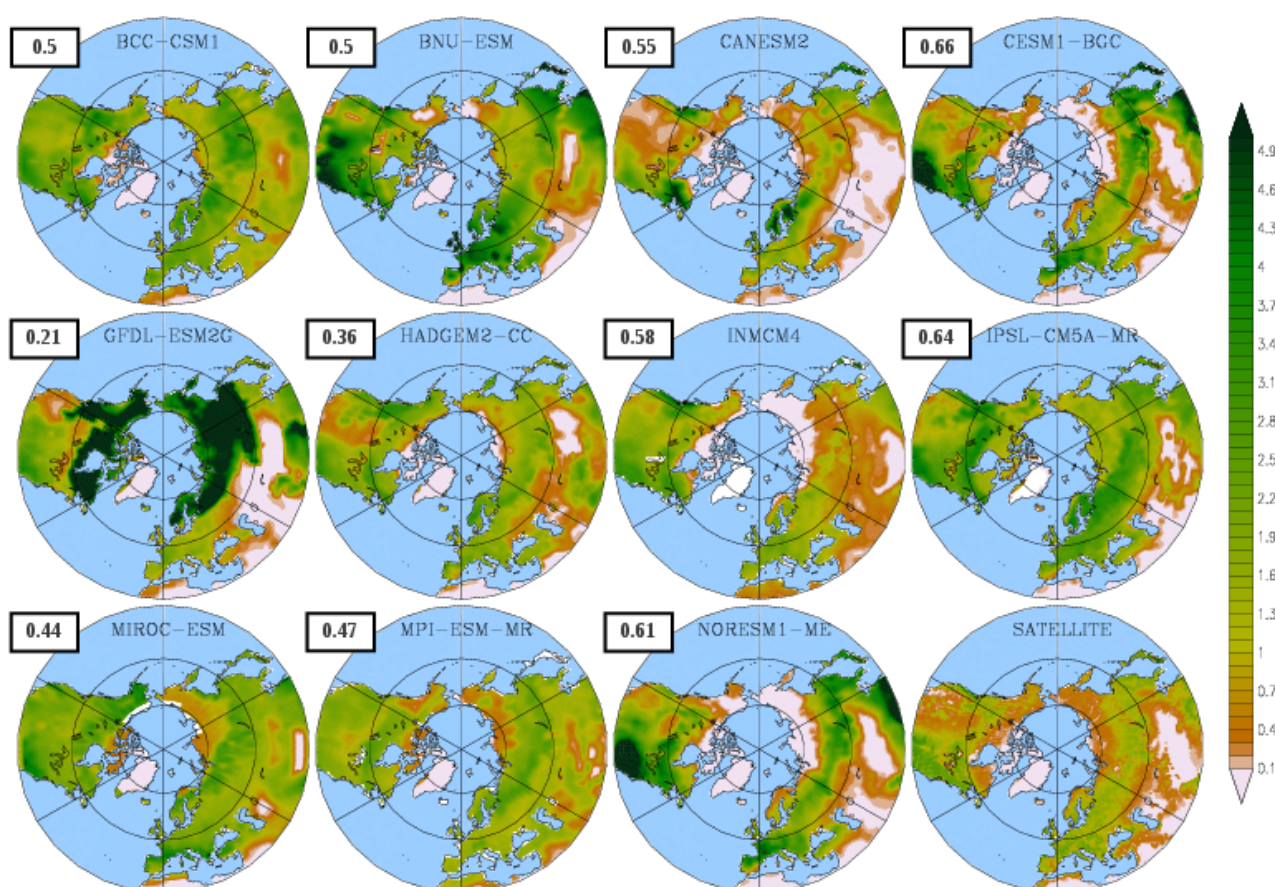 0.5
BCC-CSM1
0.5
BNU-ESM
0.55
CANESM2
0.66
CESM1-BGC
0.21
GFDL-ESM2G
0.36
HADGEM2-CC
0.58
INMCM4
0.64
IPSL-CM5A-MR
0.44
MIROC-ESM
0.47
MPI-ESM-MR
0.61
NORESM1-ME
SATELLITE
4.9
4.6
4.3
4
3.7
3.4
3.1
2.8
2.5
2.2
1.9
1.6
1.3
1
0.7
0.4
0.1